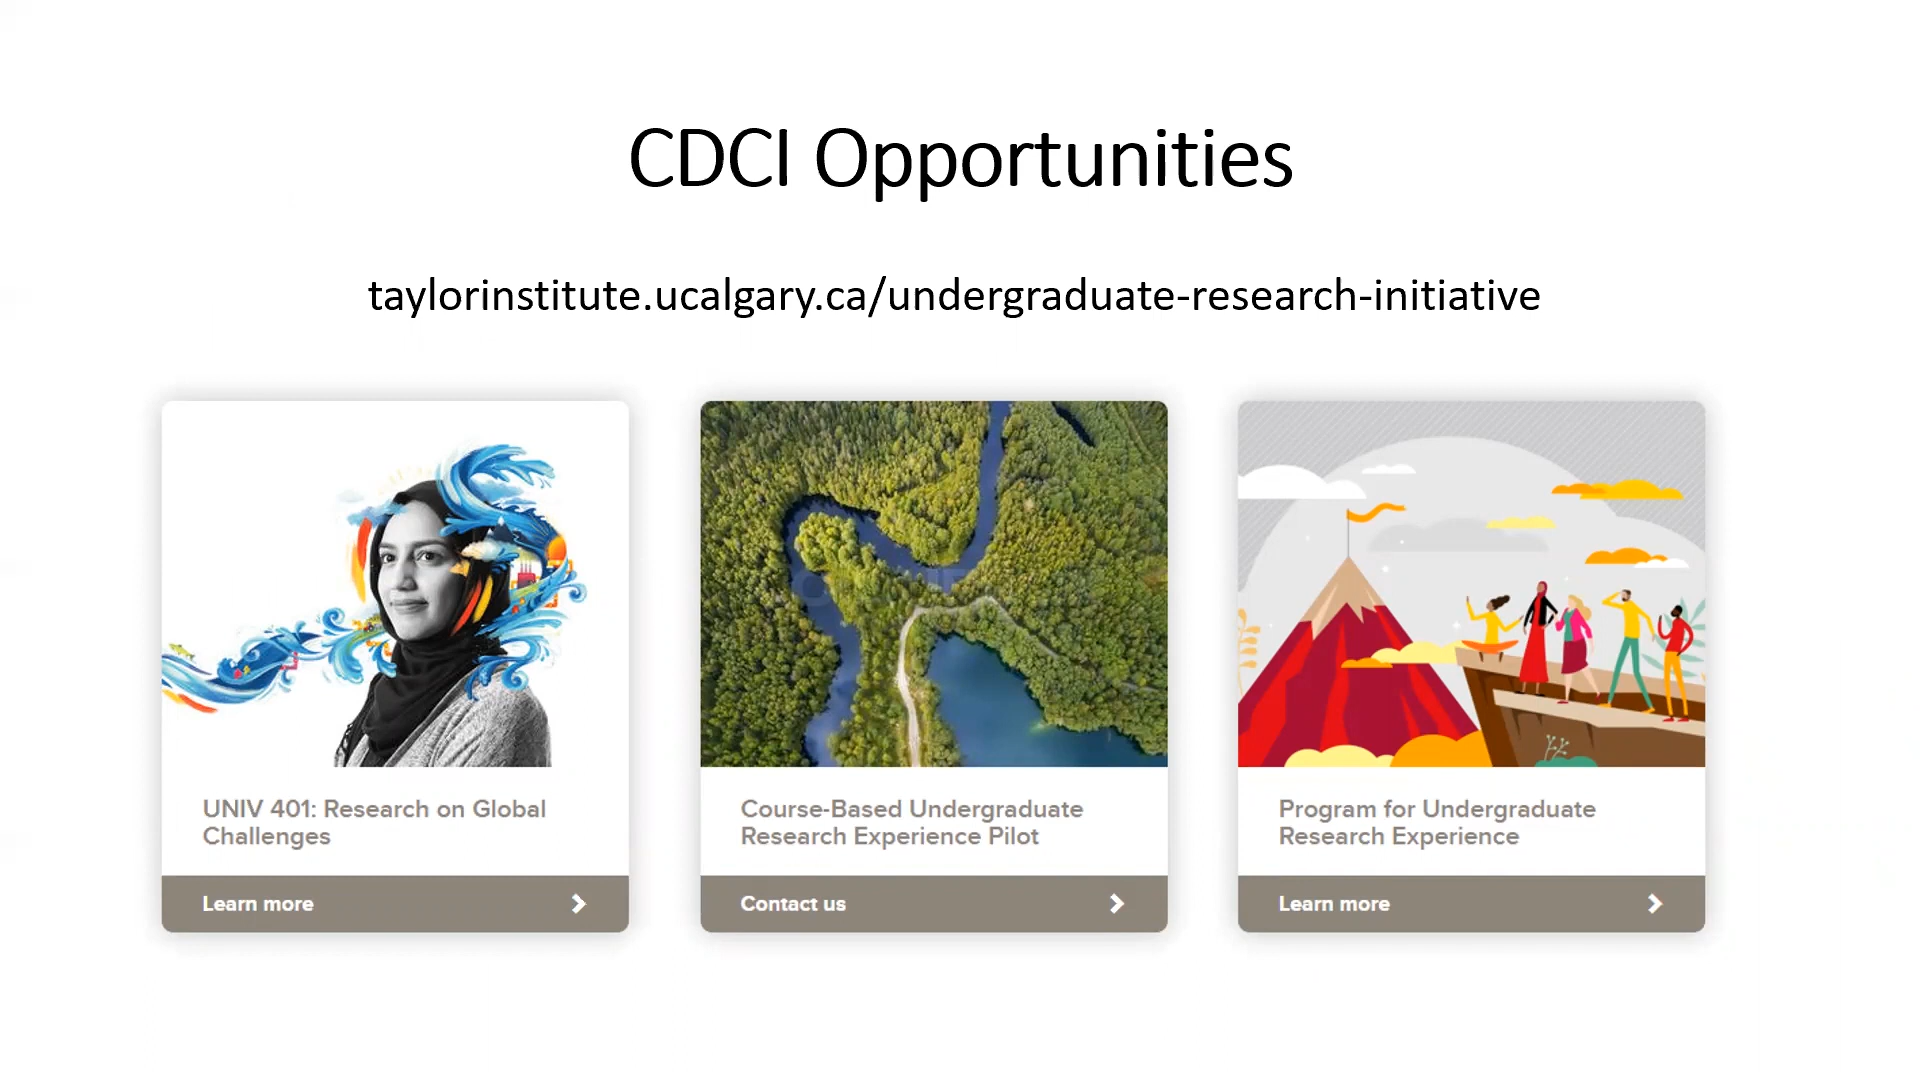 CDCI Opportunities
taylorinstitute.ucalgary.ca/undergraduate-research-initiative
UNIV 401: Research on Global
Challenges
Learn more
Course-Based Undergraduate
Research Experience Pilot
Contact us
Program for Undergraduate
Research Experience
Learn more